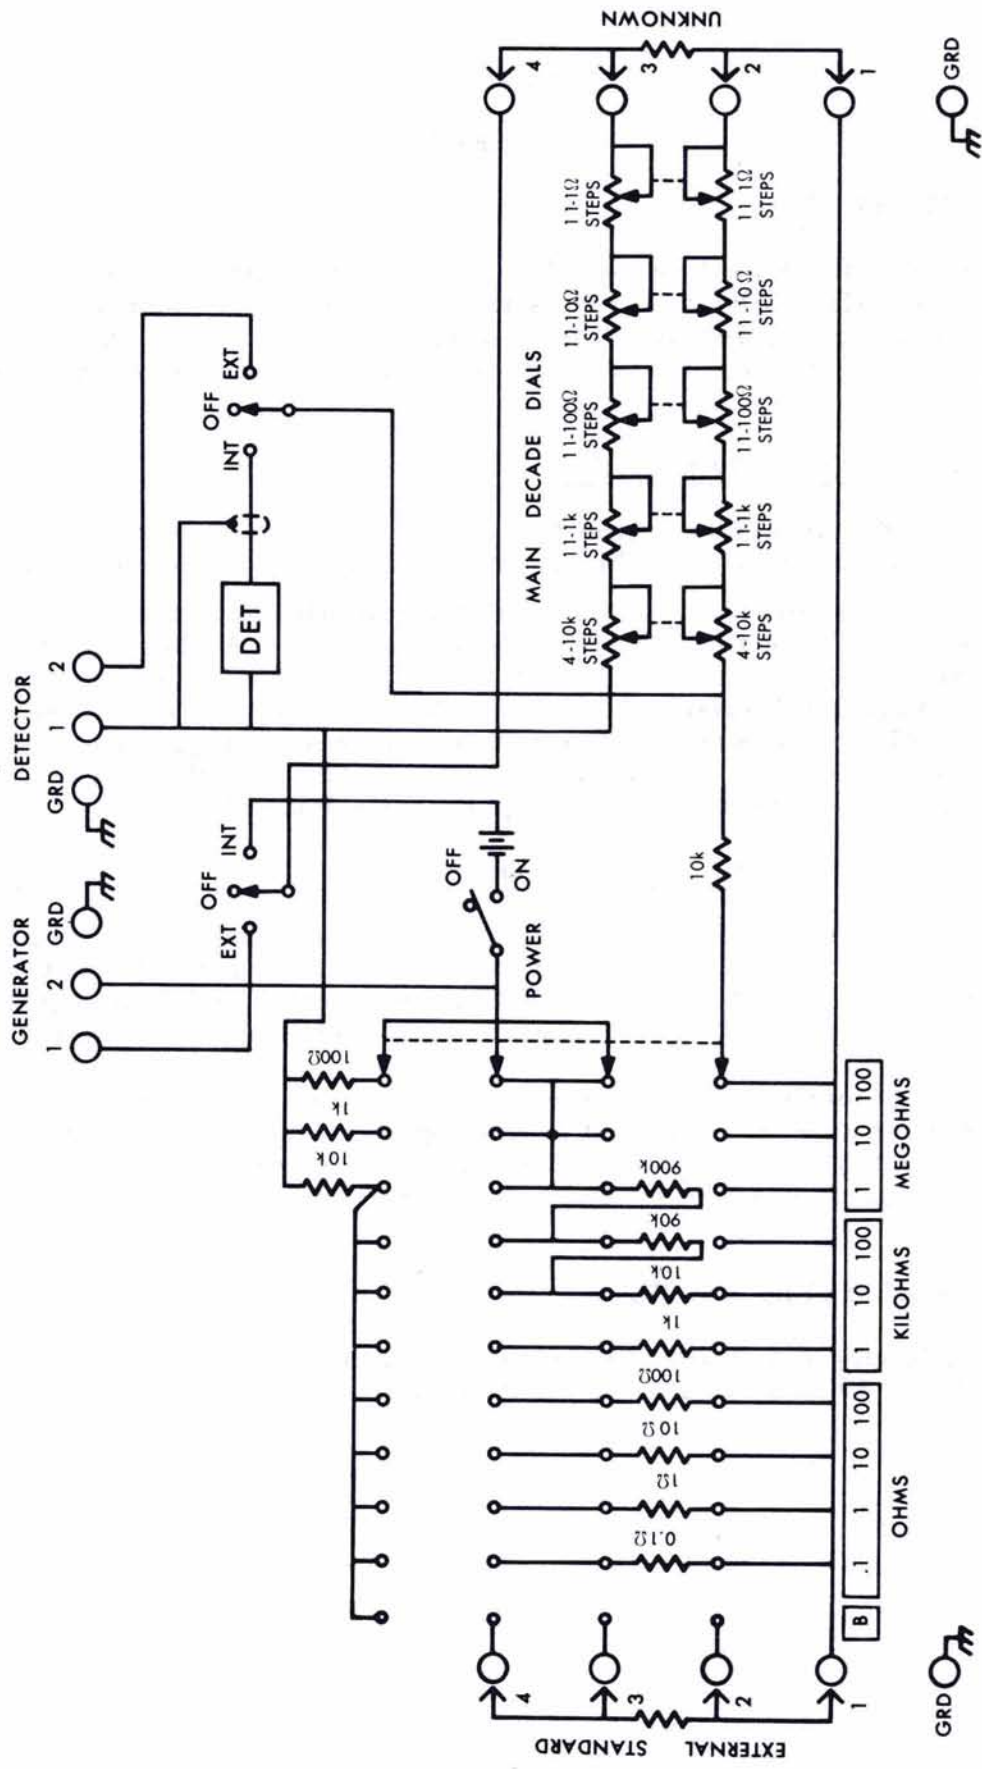 GENERATOR
1
2
GRD
GRD
DETECTOR
1
2
EXT
OFF
INT
INT
OFF
EXT
DET
POWER
OFF
ON
10k
1k
100Ω
MAIN DECADE DIALS
4-10k
STEPS
11-1k
STEPS
11-100Ω
STEPS
11-10Ω
STEPS
11-1Ω
STEPS
4-10k
STEPS
11-1k
STEPS
11-100Ω
STEPS
11-10Ω
STEPS
11 1Ω
STEPS
10k
UNKNOWN
4
3
2
1
GRD
EXTERNAL
STANDARD
4
3
2
1
GRD
0.1Ω
1Ω
10Ω
100Ω
1k
10k
90k
900k
B
.1
1
10
100
OHMS
1
10
100
KILOHMS
1
10
100
MEGOHMS